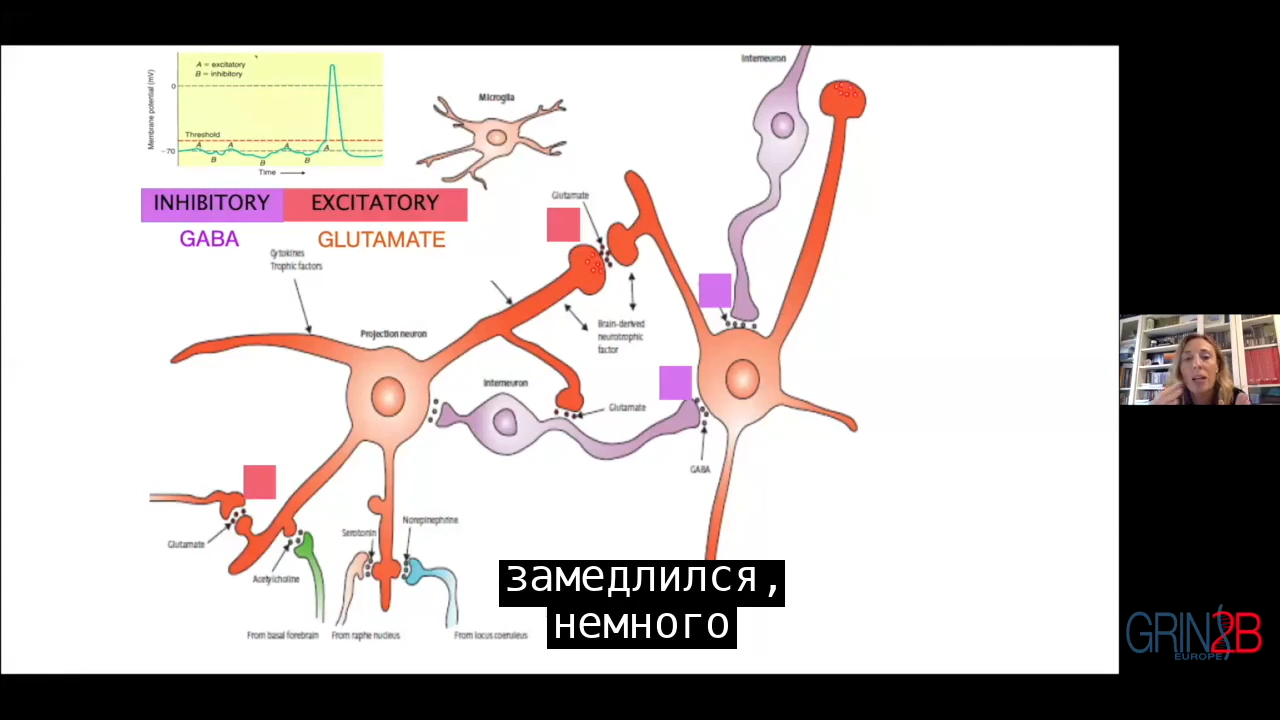 A = excitatory
B = inhibitory
Membrane potential (mV)
0
Threshold
-70
A
B
A
B
A
B
A
Time
Microglia
Interneuron
INHIBITORY
EXCITATORY
GABA
GLUTAMATE
Glutamate
Cytokines
Trophic factors
Projection neuron
Brain-derived
neurotrophic
factor
Interneuron
Glutamate
GABA
Glutamate
Serotonin
Norepinephrine
Acetylcholine
From basal forebrain
From raphe nucleus
From locus coeruleus
замедлился,
немного
GRIN2B
EUROPE